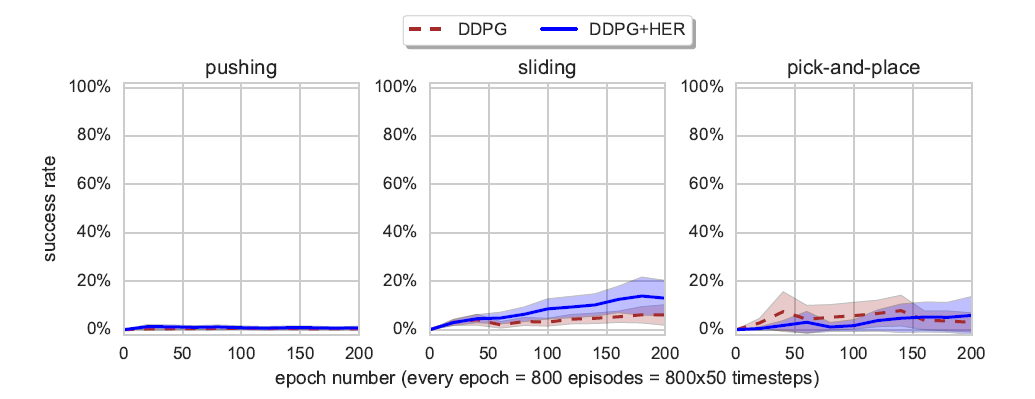 DDPG DDPG+HER
pushing sliding pick-and-place
success rate
100% 100% 100%
80% 80% 80%
60% 60% 60%
40% 40% 40%
20% 20% 20%
0% 0% 0%
0 50 100 150 200 0 50 100 150 200 0 50 100 150 200
epoch number (every epoch = 800 episodes = 800x50 timesteps)